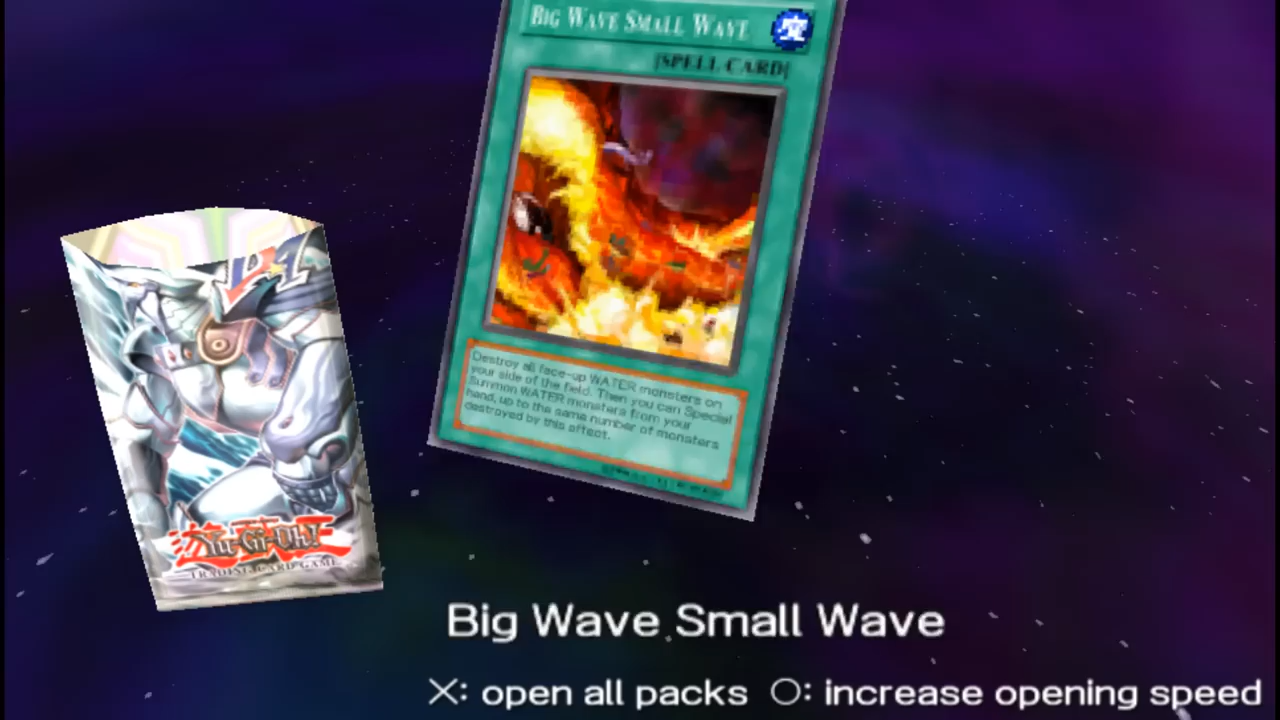 BIG WAVE SMALL WAVE
[SPELL CARD]
Destroy all face-up WATER monsters on
your side of the field. Then you can Special
Summon WATER monsters from your
hand, up to the same number of monsters
destroyed by this effect.
Yu-Gi-Oh!
TRADING CARD GAME
Big Wave Small Wave
X: open all packs O: increase opening speed